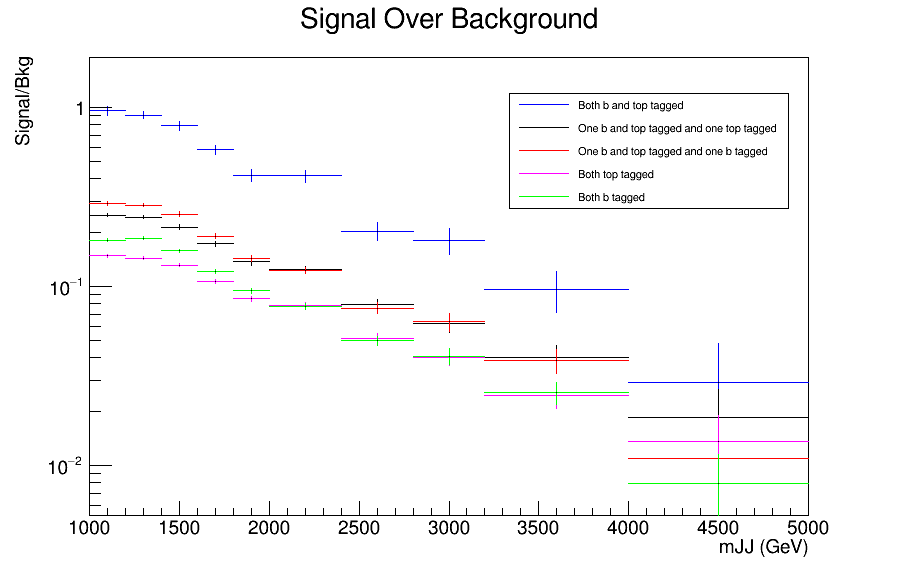 Signal Over Background
Signal/Bkg
1
10⁻¹
10⁻²
Both b and top tagged
One b and top tagged and one top tagged
One b and top tagged and one b tagged
Both top tagged
Both b tagged
1000 1500 2000 2500 3000 3500 4000 4500 5000
mJJ (GeV)